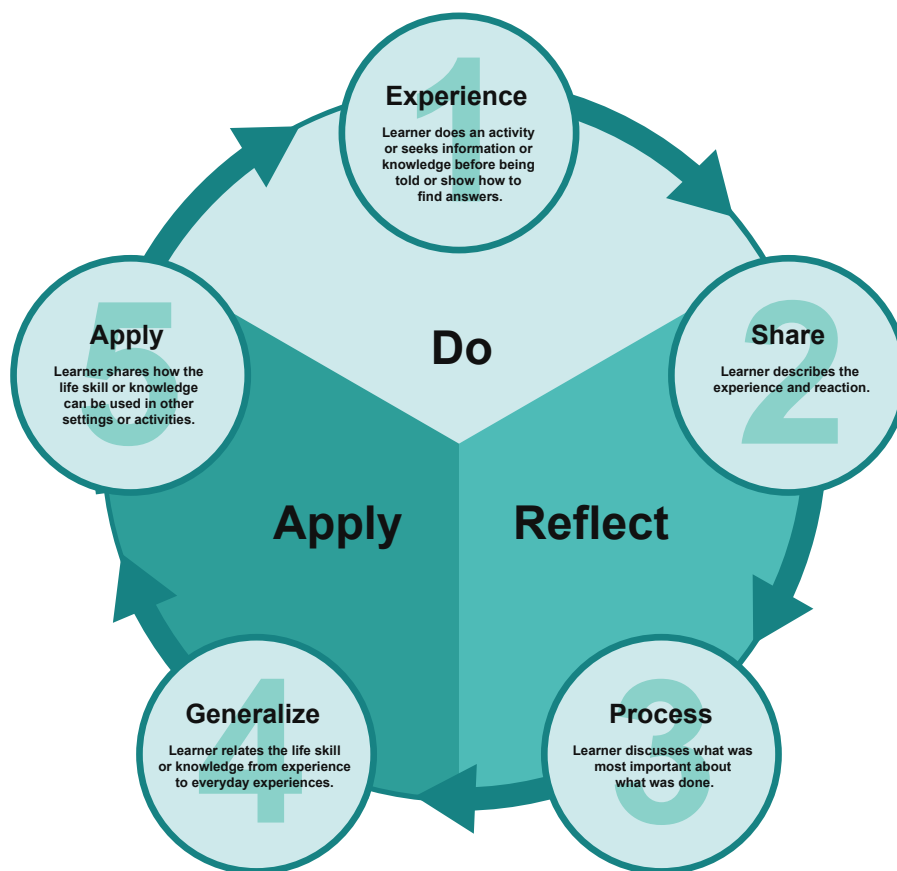 1
Experience
Learner does an activity
or seeks information or
knowledge before being
told or show how to
find answers.
2
Share
Learner describes the
experience and reaction.
3
Process
Learner discusses what was
most important about
what was done.
4
Generalize
Learner relates the life skill
or knowledge from experience
to everyday experiences.
5
Apply
Learner shares how the
life skill or knowledge
can be used in other
settings or activities.
Do
Reflect
Apply